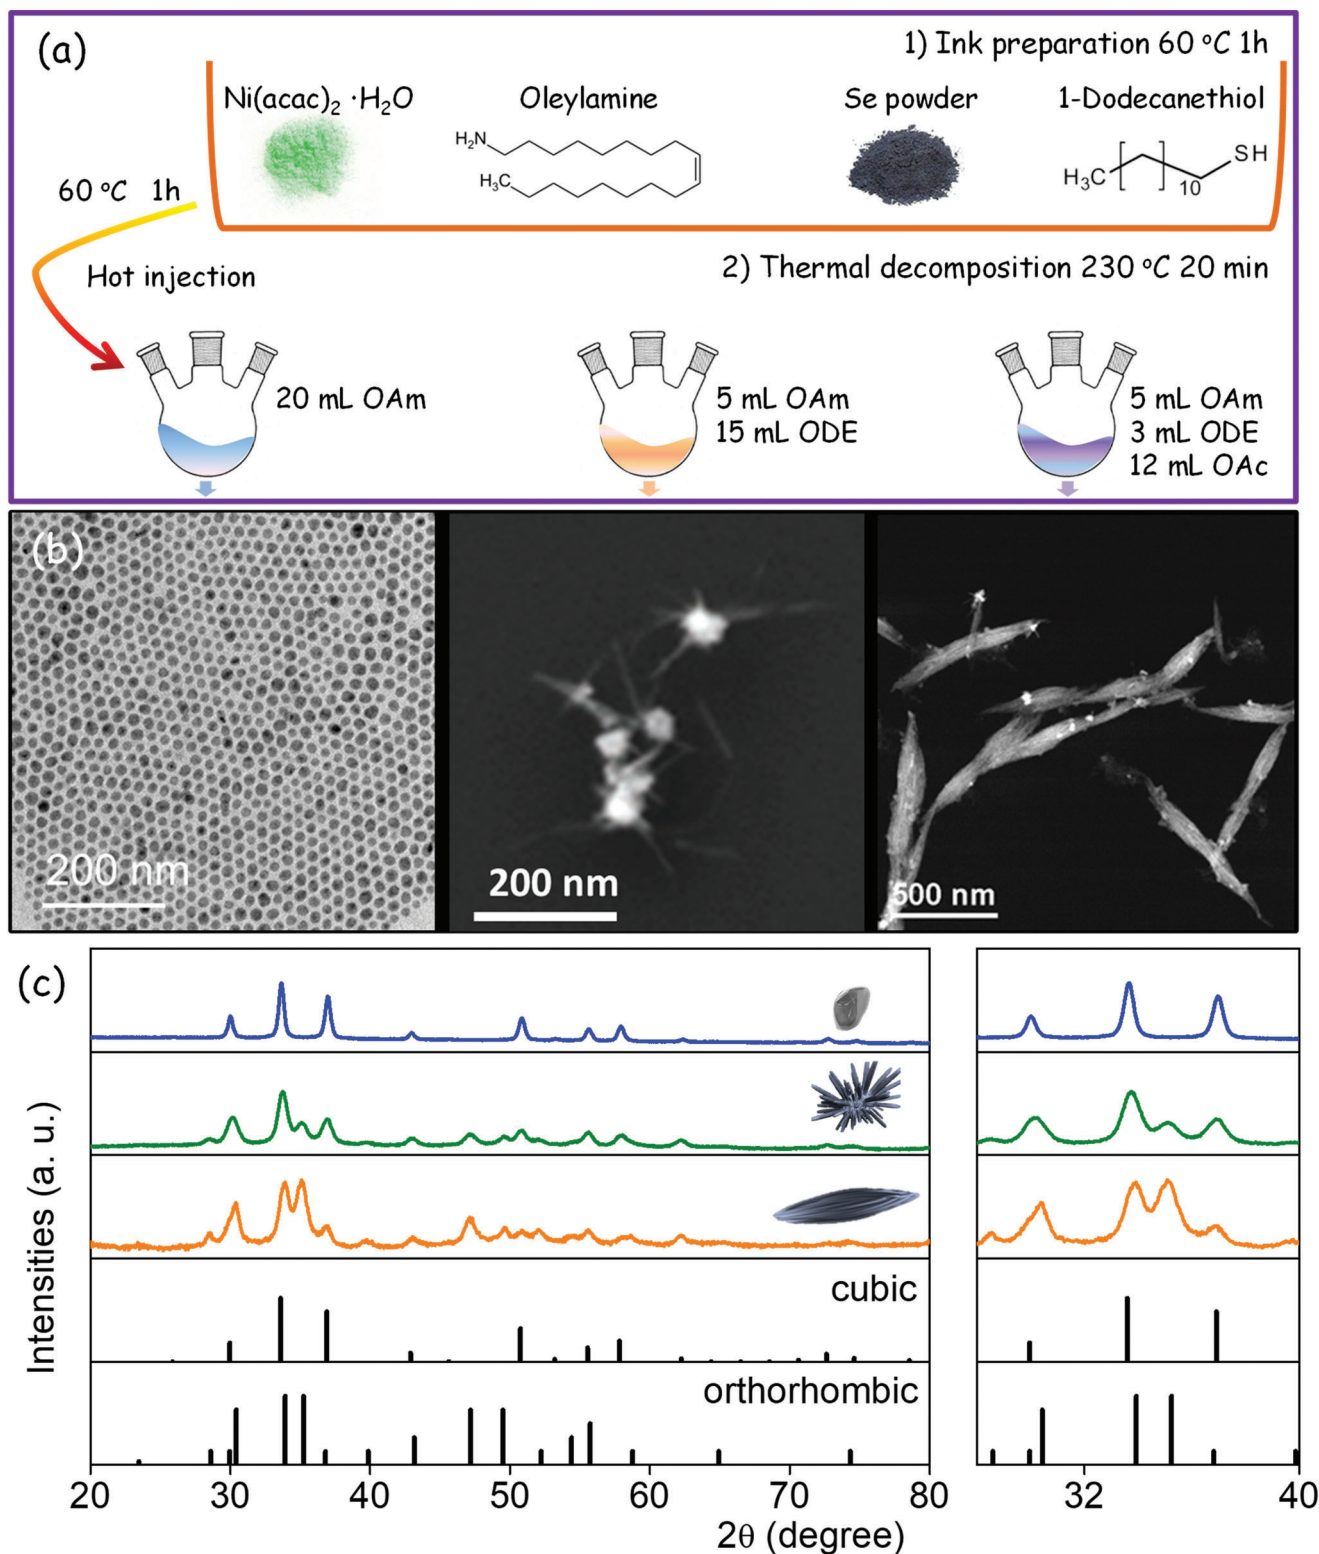 (a)
1) Ink preparation 60 °C 1h
Ni(acac)₂ ·H₂O
Oleylamine
Se powder
1-Dodecanethiol
H₂N
H₃C
H₃C
10
SH
60 °C 1h
Hot injection
2) Thermal decomposition 230 °C 20 min
20 mL OAm
5 mL OAm
15 mL ODE
5 mL OAm
3 mL ODE
12 mL OAc
(b)
200 nm
200 nm
500 nm
(c)
Intensities (a. u.)
cubic
orthorhombic
20 30 40 50 60 70 80
32 40
2θ (degree)